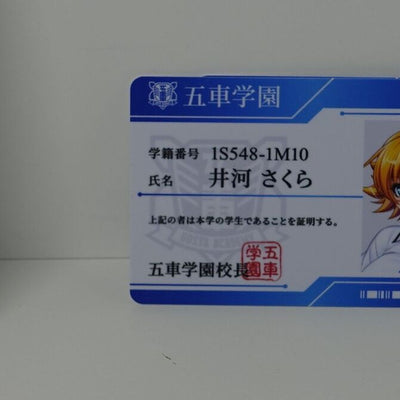 五車学園
学籍番号 1S548-1M10
氏名 井河 さくら
上記の者は本学の学生であることを証明する。
五車学園校長
五車学園